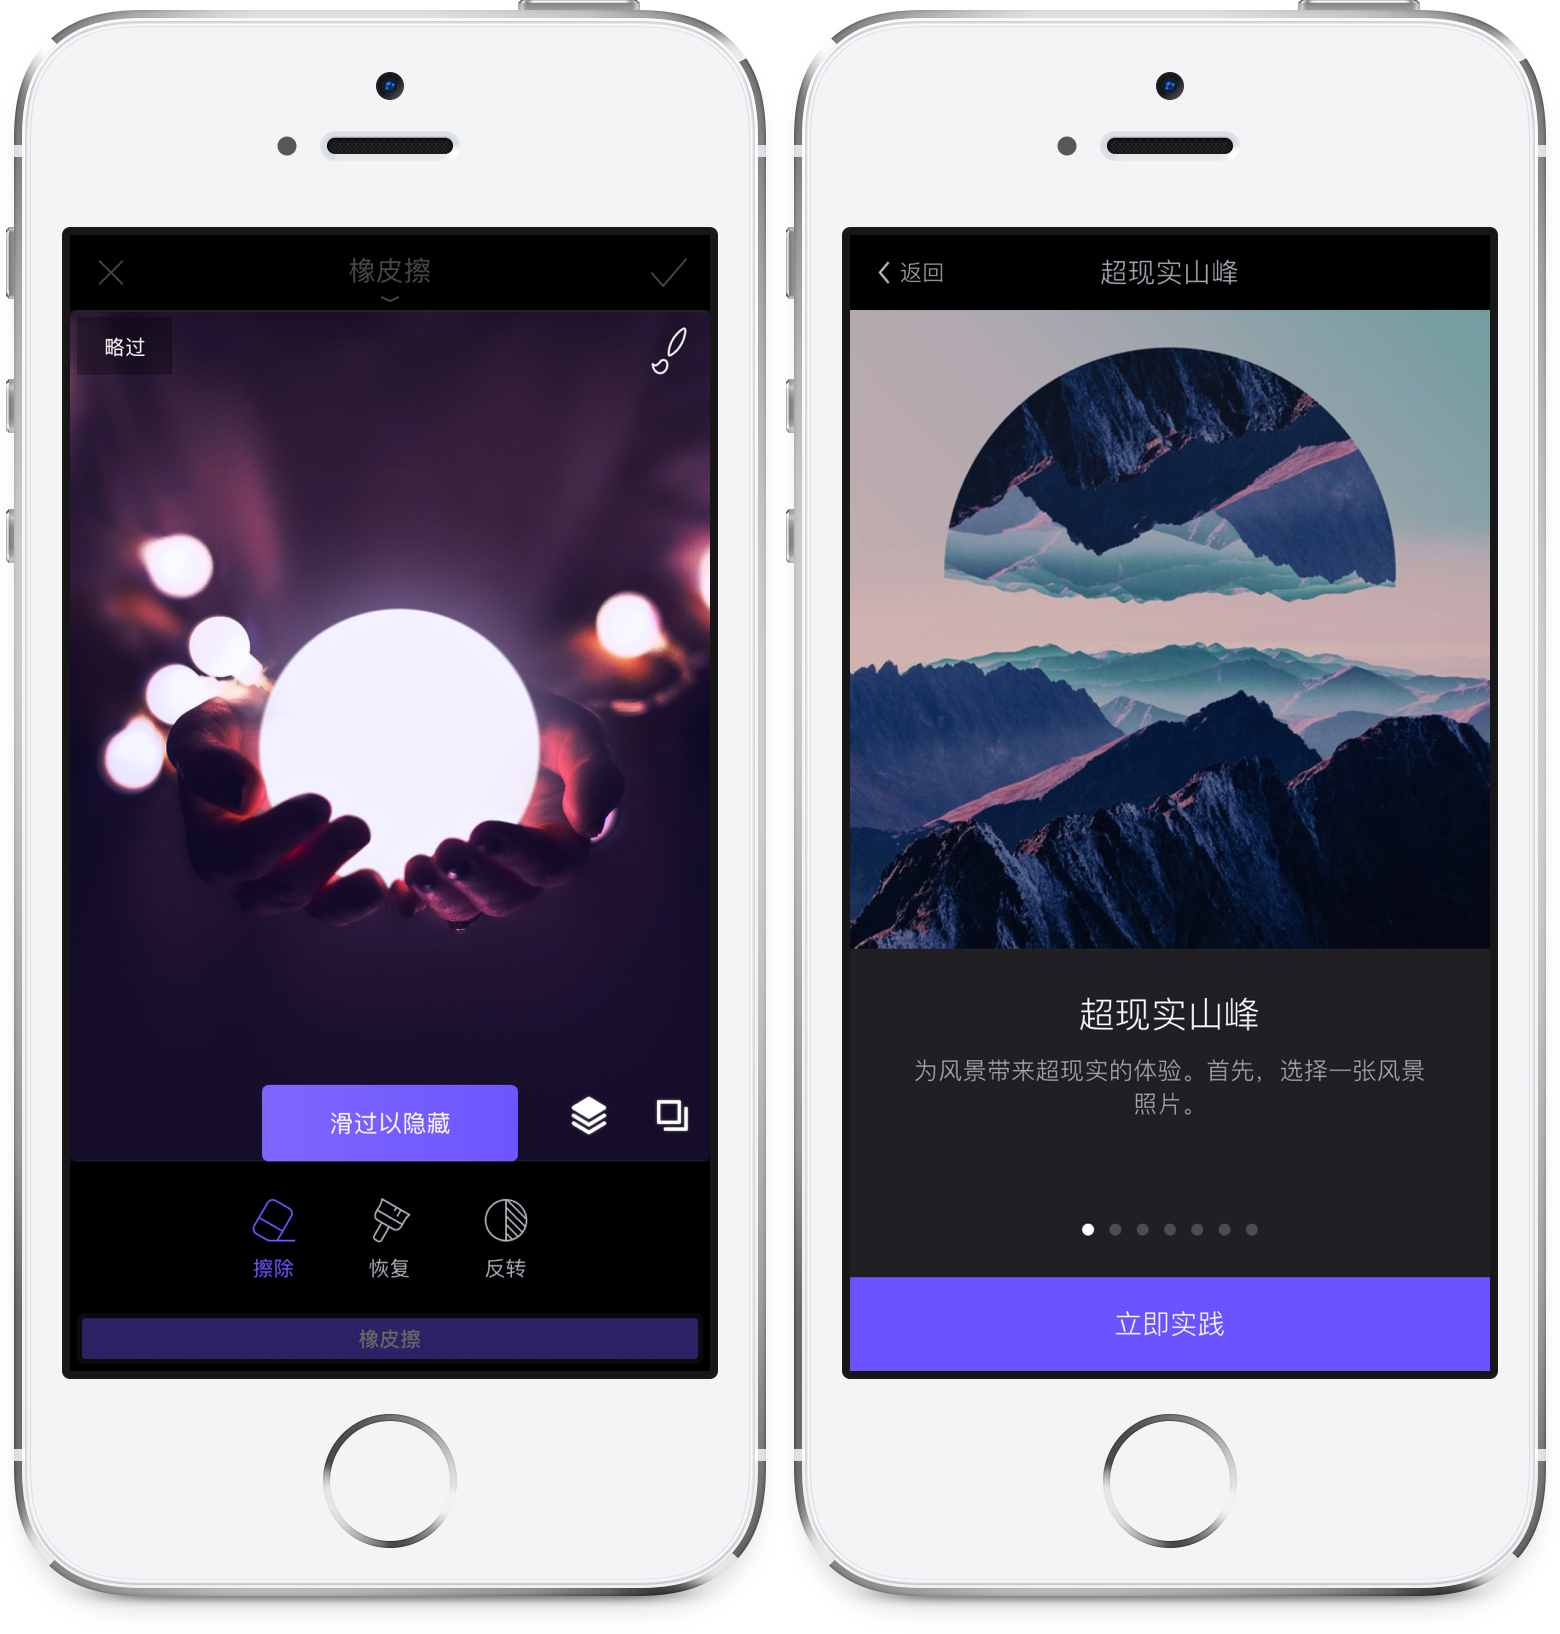 橡皮擦
略过
滑过以隐藏
擦除 恢复 反转
橡皮擦
返回 超现实山峰
超现实山峰
为风景带来超现实的体验。首先，选择一张风景
照片。
立即实践